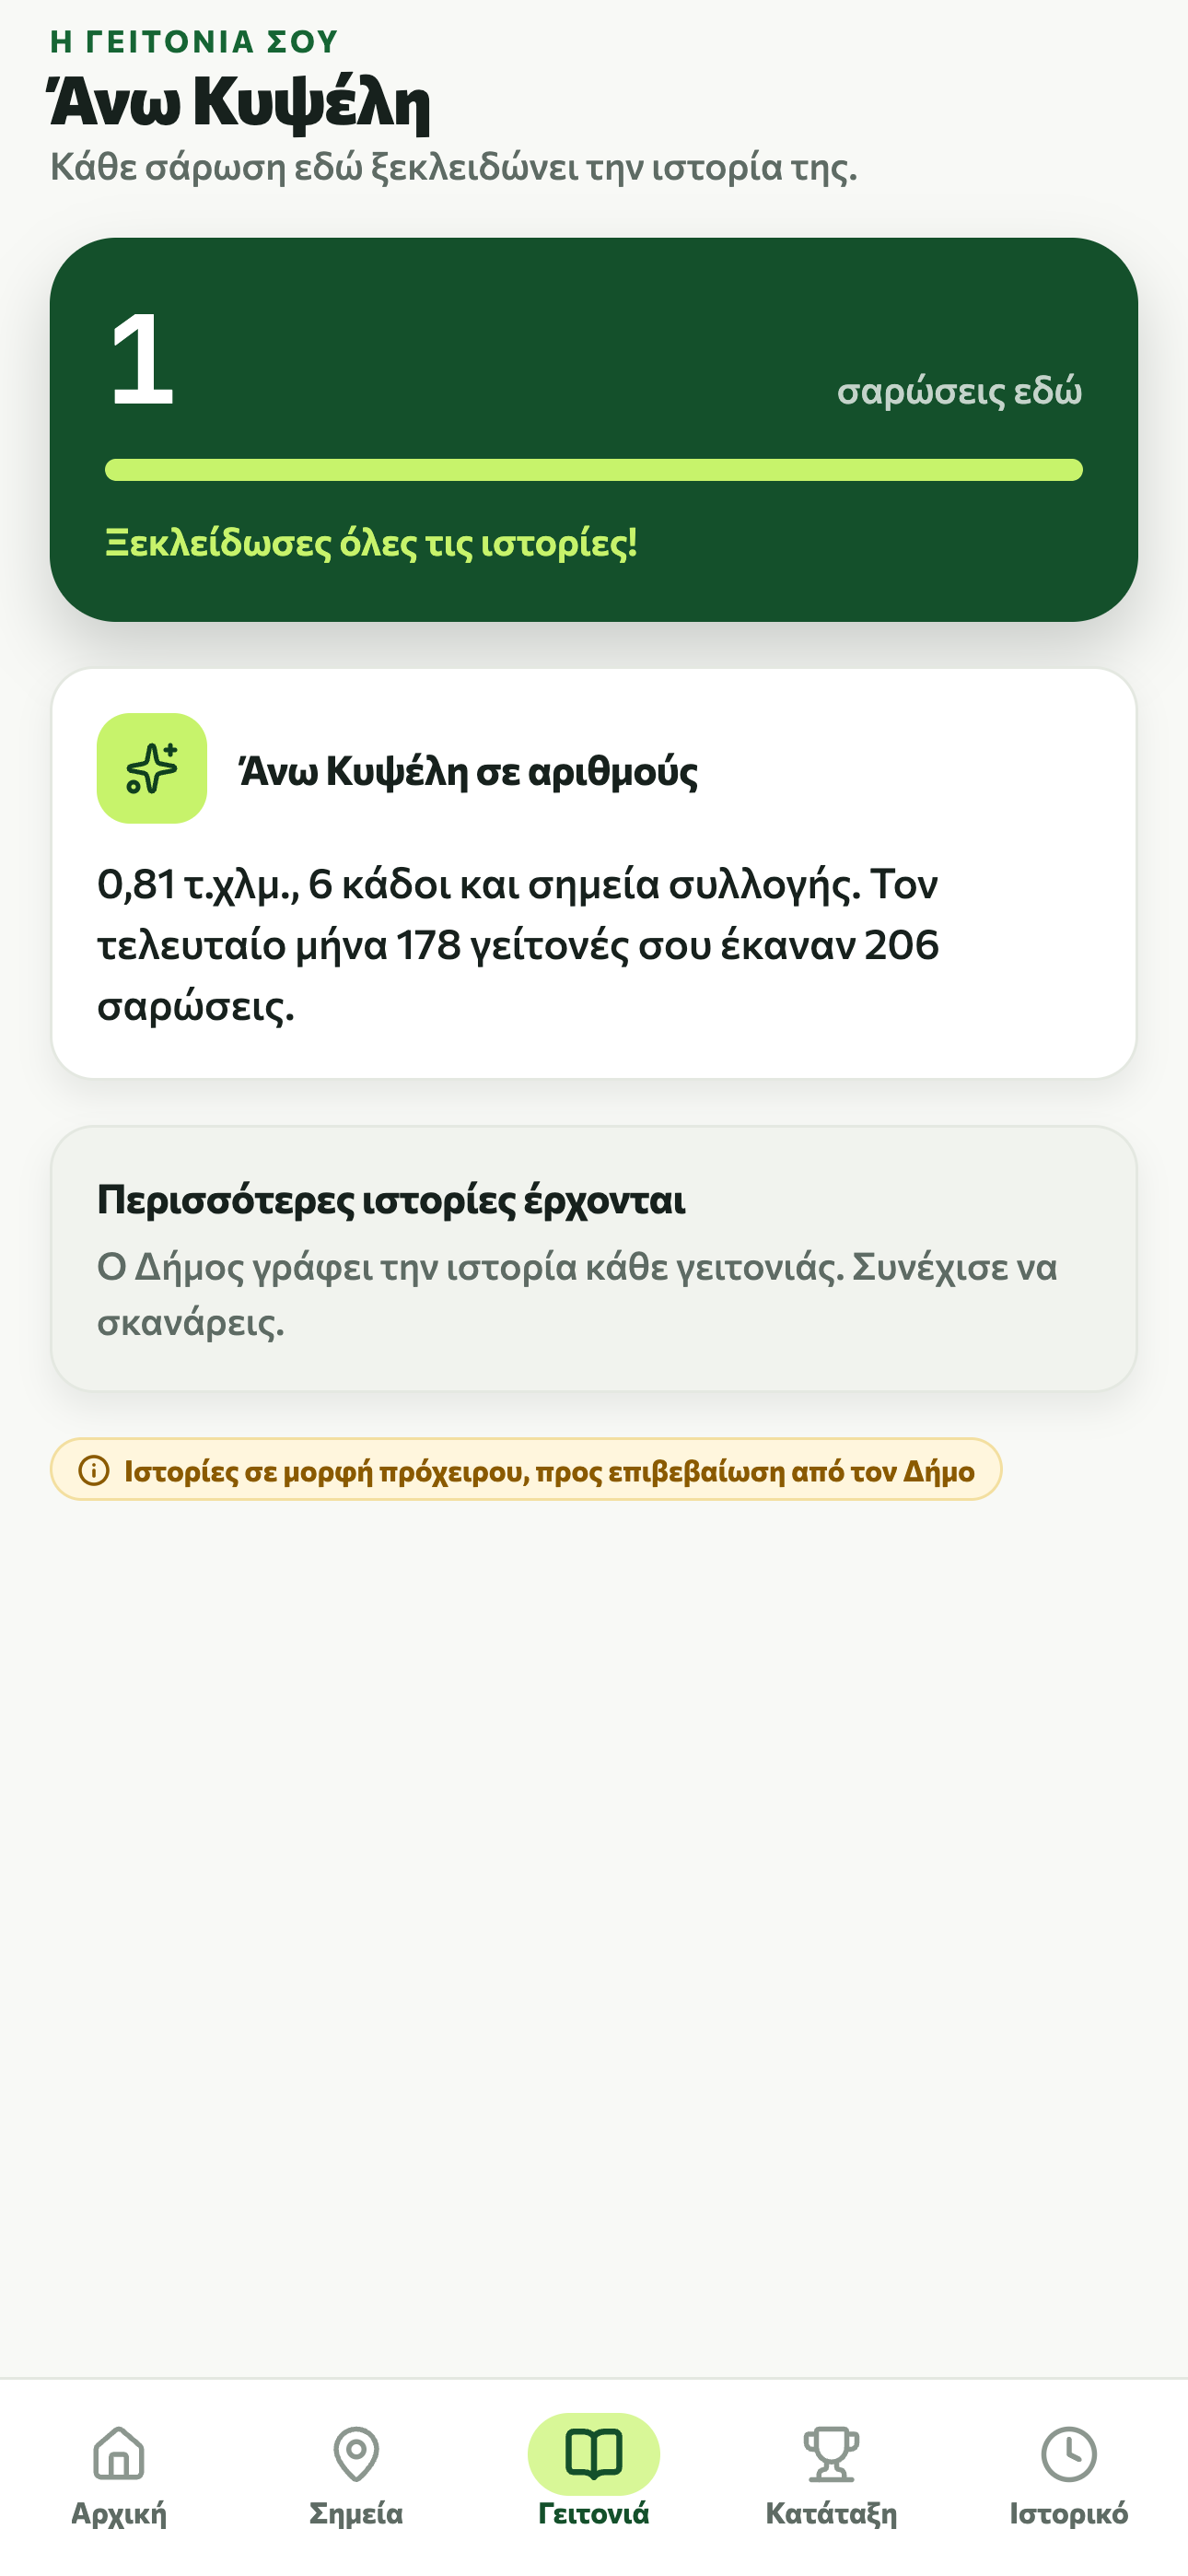 Η ΓΕΙΤΟΝΙΑ ΣΟΥ
Άνω Κυψέλη
Κάθε σάρωση εδώ ξεκλειδώνει την ιστορία της.
1
σαρώσεις εδώ
Ξεκλείδωσες όλες τις ιστορίες!
Άνω Κυψέλη σε αριθμούς
0,81 τ.χλμ., 6 κάδοι και σημεία συλλογής. Τον
τελευταίο μήνα 178 γείτονές σου έκαναν 206
σαρώσεις.
Περισσότερες ιστορίες έρχονται
Ο Δήμος γράφει την ιστορία κάθε γειτονιάς. Συνέχισε να
σκανάρεις.
Ιστορίες σε μορφή πρόχειρου, προς επιβεβαίωση από τον Δήμο
Αρχική
Σημεία
Γειτονιά
Κατάταξη
Ιστορικό